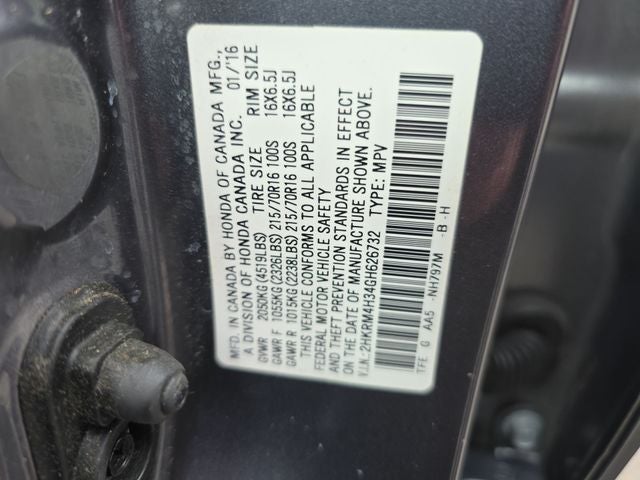 MFD. IN CANADA BY HONDA OF CANADA MFG.,
A DIVISION OF HONDA CANADA INC. 01/'16
GVWR 2050KG(4519LBS) TIRE SIZE RIM SIZE
GAWR F 1055KG(2326LBS) 215/70R16 100S 16X6.5J
GAWR R 1015KG(2238LBS) 215/70R16 100S 16X6.5J
THIS VEHICLE CONFORMS TO ALL APPLICABLE
FEDERAL MOTOR VEHICLE SAFETY
AND THEFT PREVENTION STANDARDS IN EFFECT
ON THE DATE OF MANUFACTURE SHOWN ABOVE.
V.I.N.:2HKRM4H34GH626732 TYPE: MPV
TFE G AA5 -NH797M -B -H